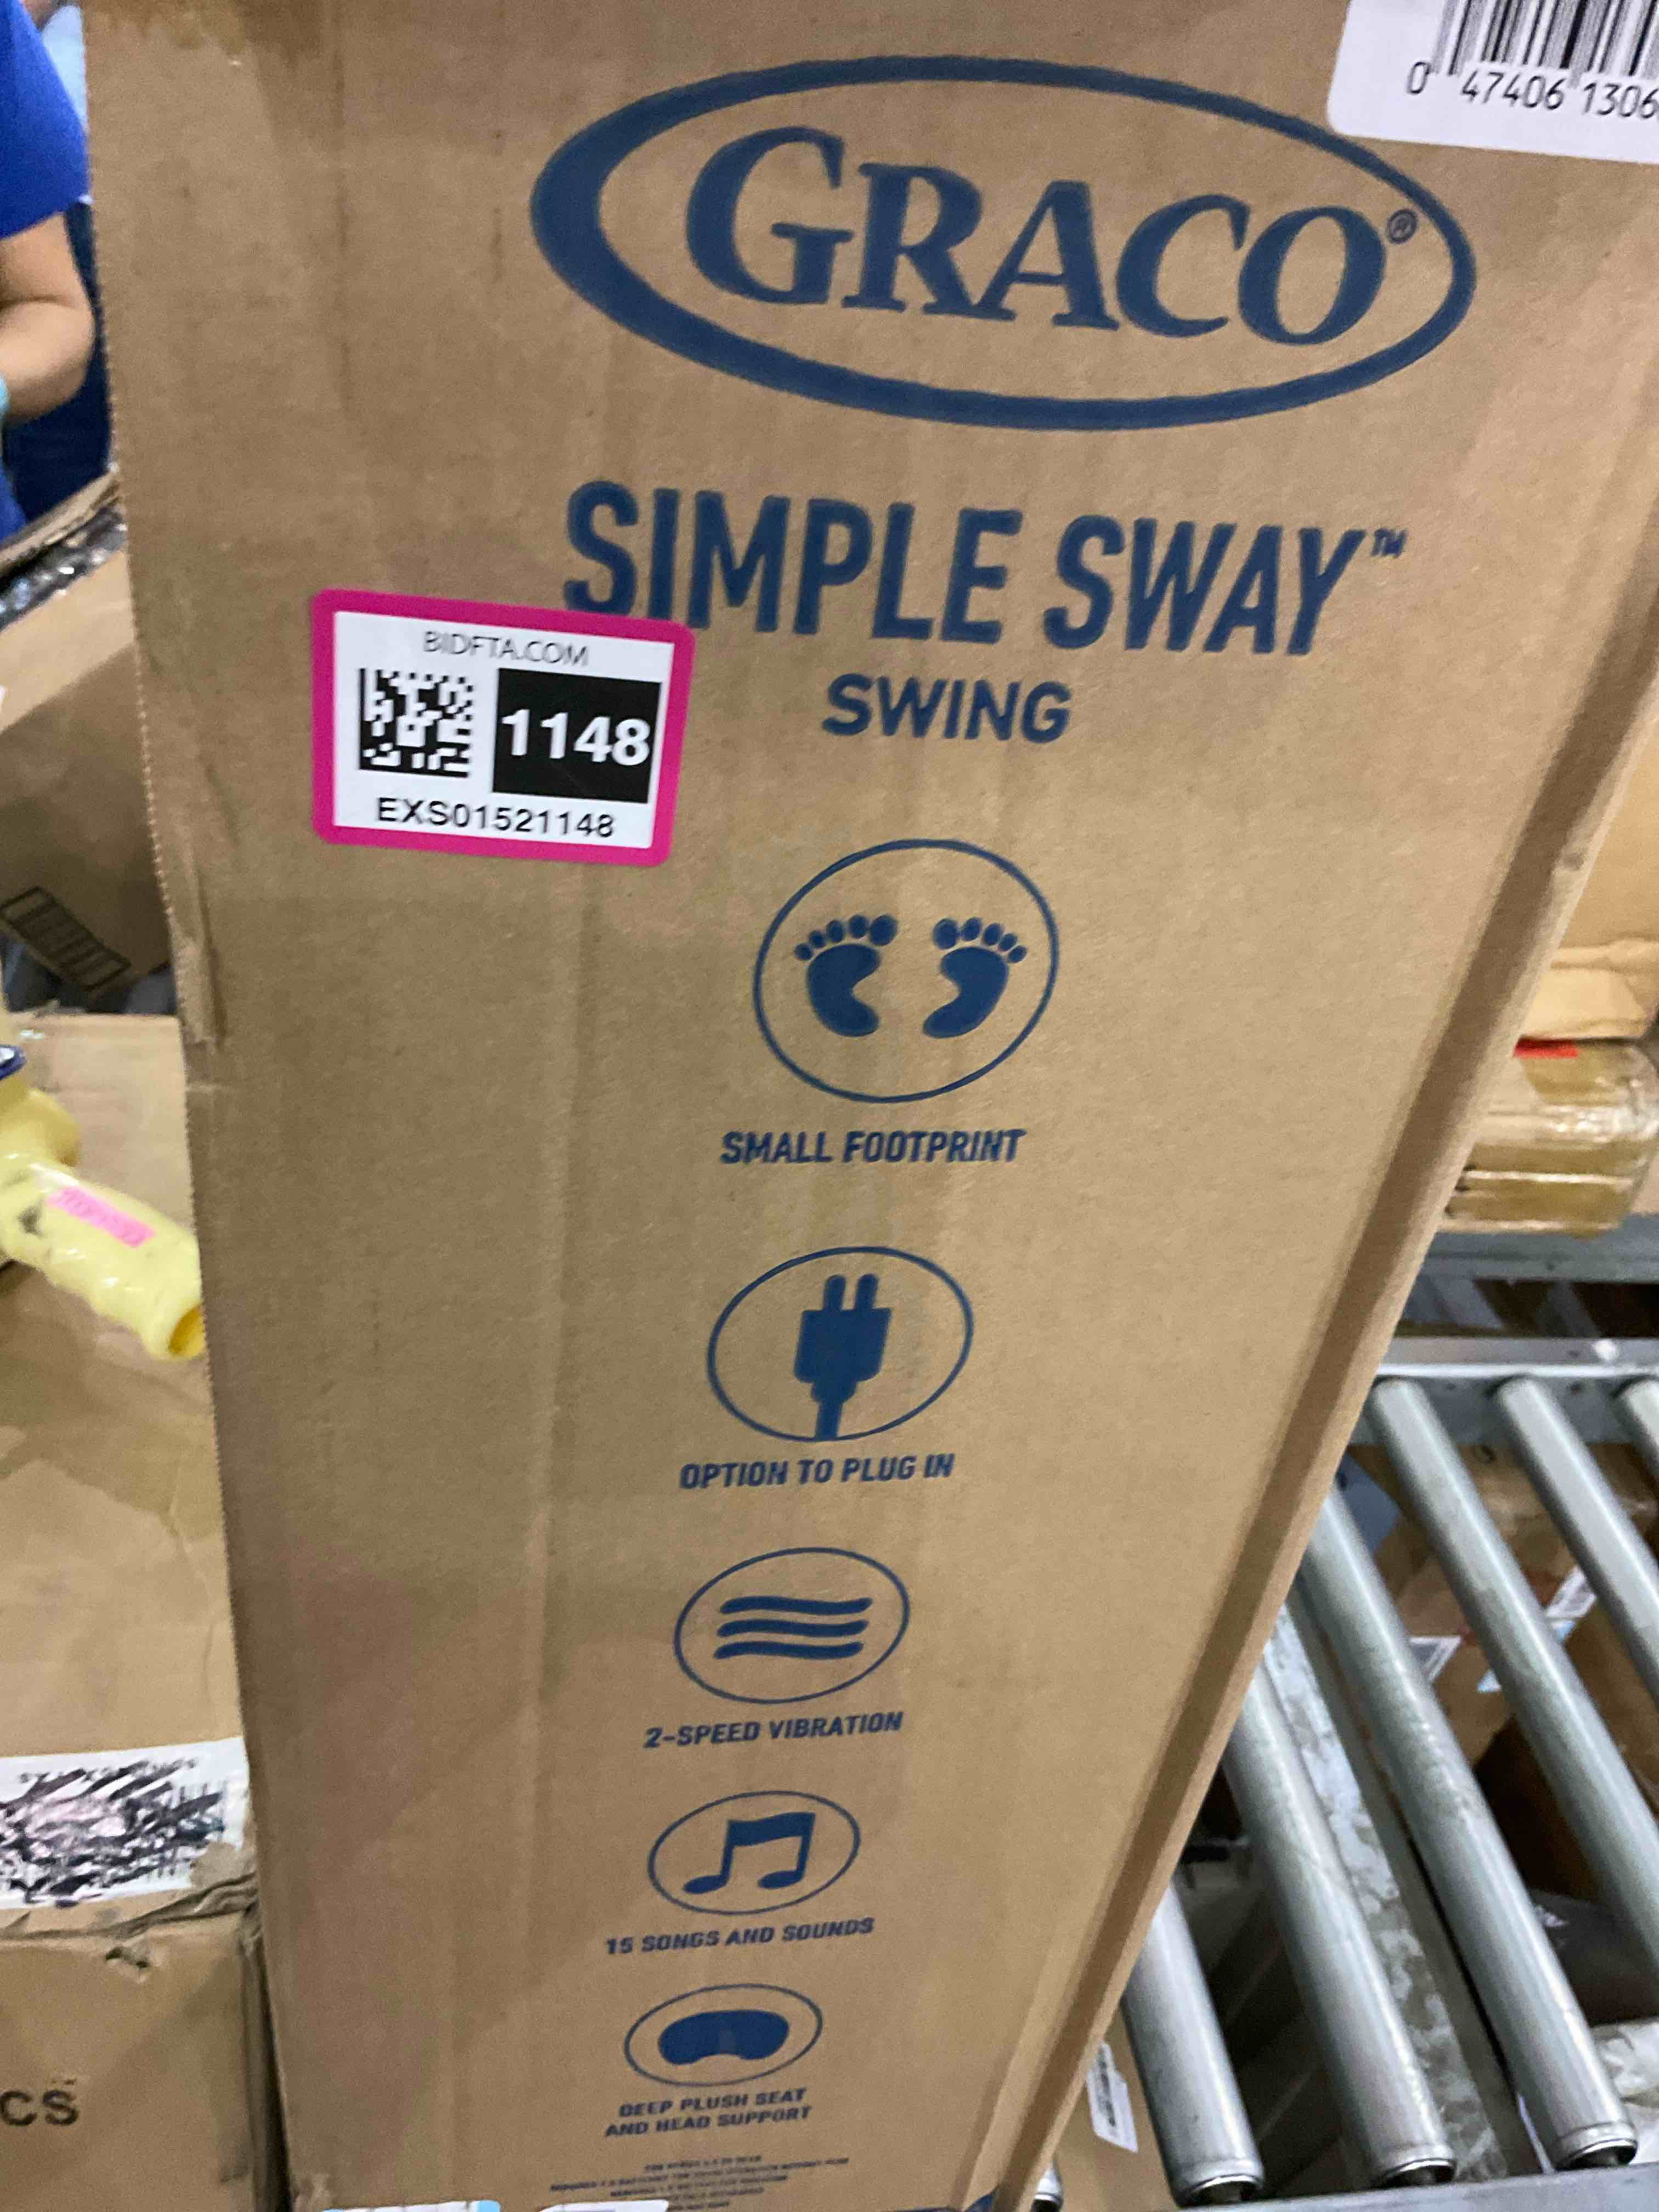 0 47406 1306
GRACO®
SIMPLE SWAY™
SWING
BIDFTA.COM
1148
EXS01521148
SMALL FOOTPRINT
OPTION TO PLUG IN
2-SPEED VIBRATION
15 SONGS AND SOUNDS
DEEP PLUSH SEAT
AND HEAD SUPPORT
CS